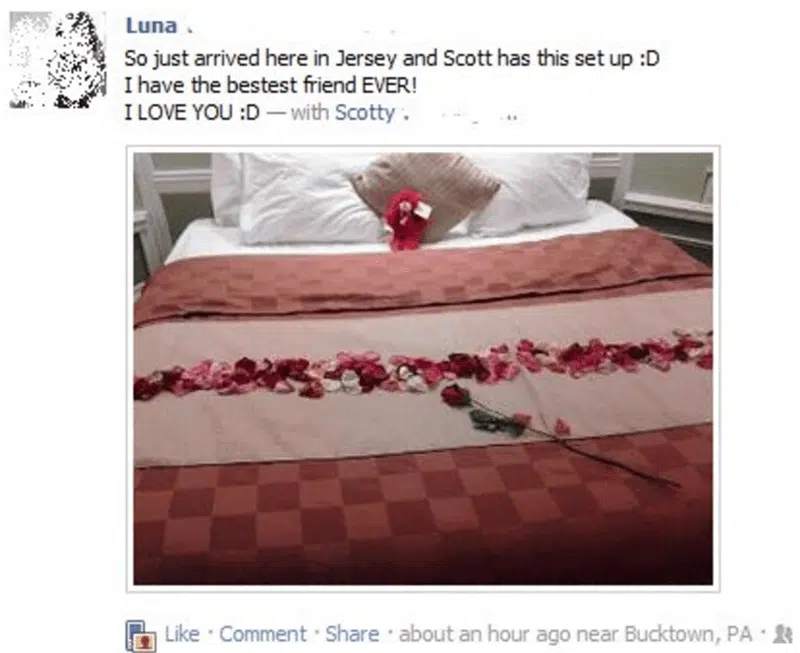 Luna
So just arrived here in Jersey and Scott has this set up :D
I have the bestest friend EVER!
I LOVE YOU :D — with Scotty
Like · Comment · Share · about an hour ago near Bucktown, PA ·